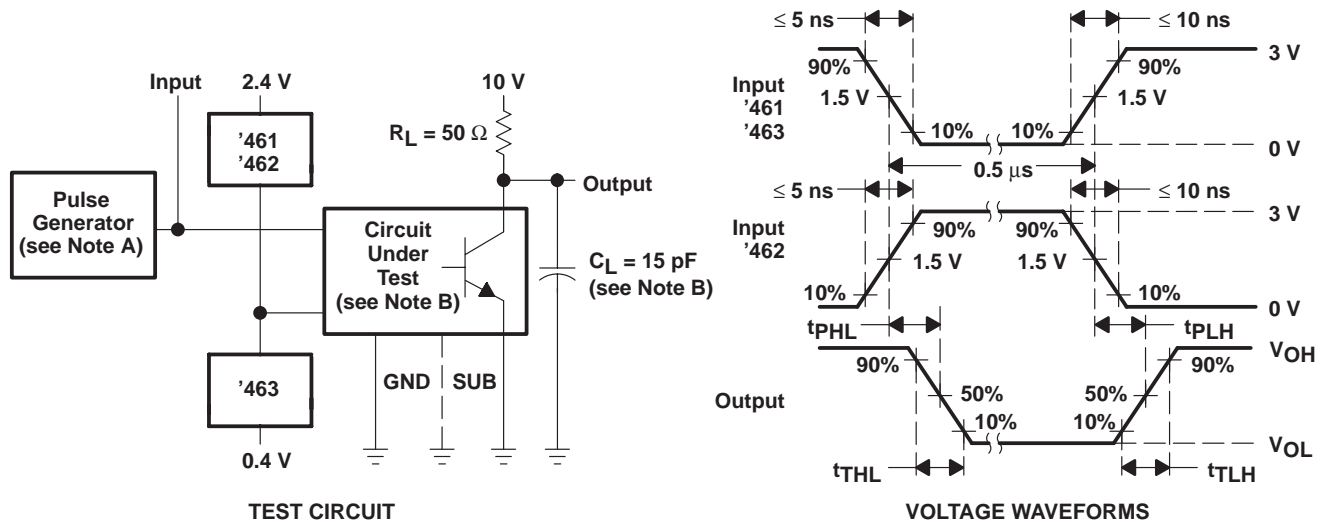 Input
2.4 V
10 V
'461
'462
R_L = 50 Ω
Output
Pulse
Generator
(see Note A)
Circuit
Under
Test
(see Note B)
C_L = 15 pF
(see Note B)
'463
GND
SUB
0.4 V
TEST CIRCUIT
≤ 5 ns
≤ 10 ns
3 V
90%
90%
Input
'461
'463
1.5 V
1.5 V
10%
10%
0 V
0.5 μs
≤ 5 ns
≤ 10 ns
3 V
90%
90%
Input
'462
1.5 V
1.5 V
10%
10%
0 V
t_PHL
t_PLH
V_OH
90%
90%
50%
50%
Output
10%
10%
V_OL
t_THL
t_TLH
VOLTAGE WAVEFORMS